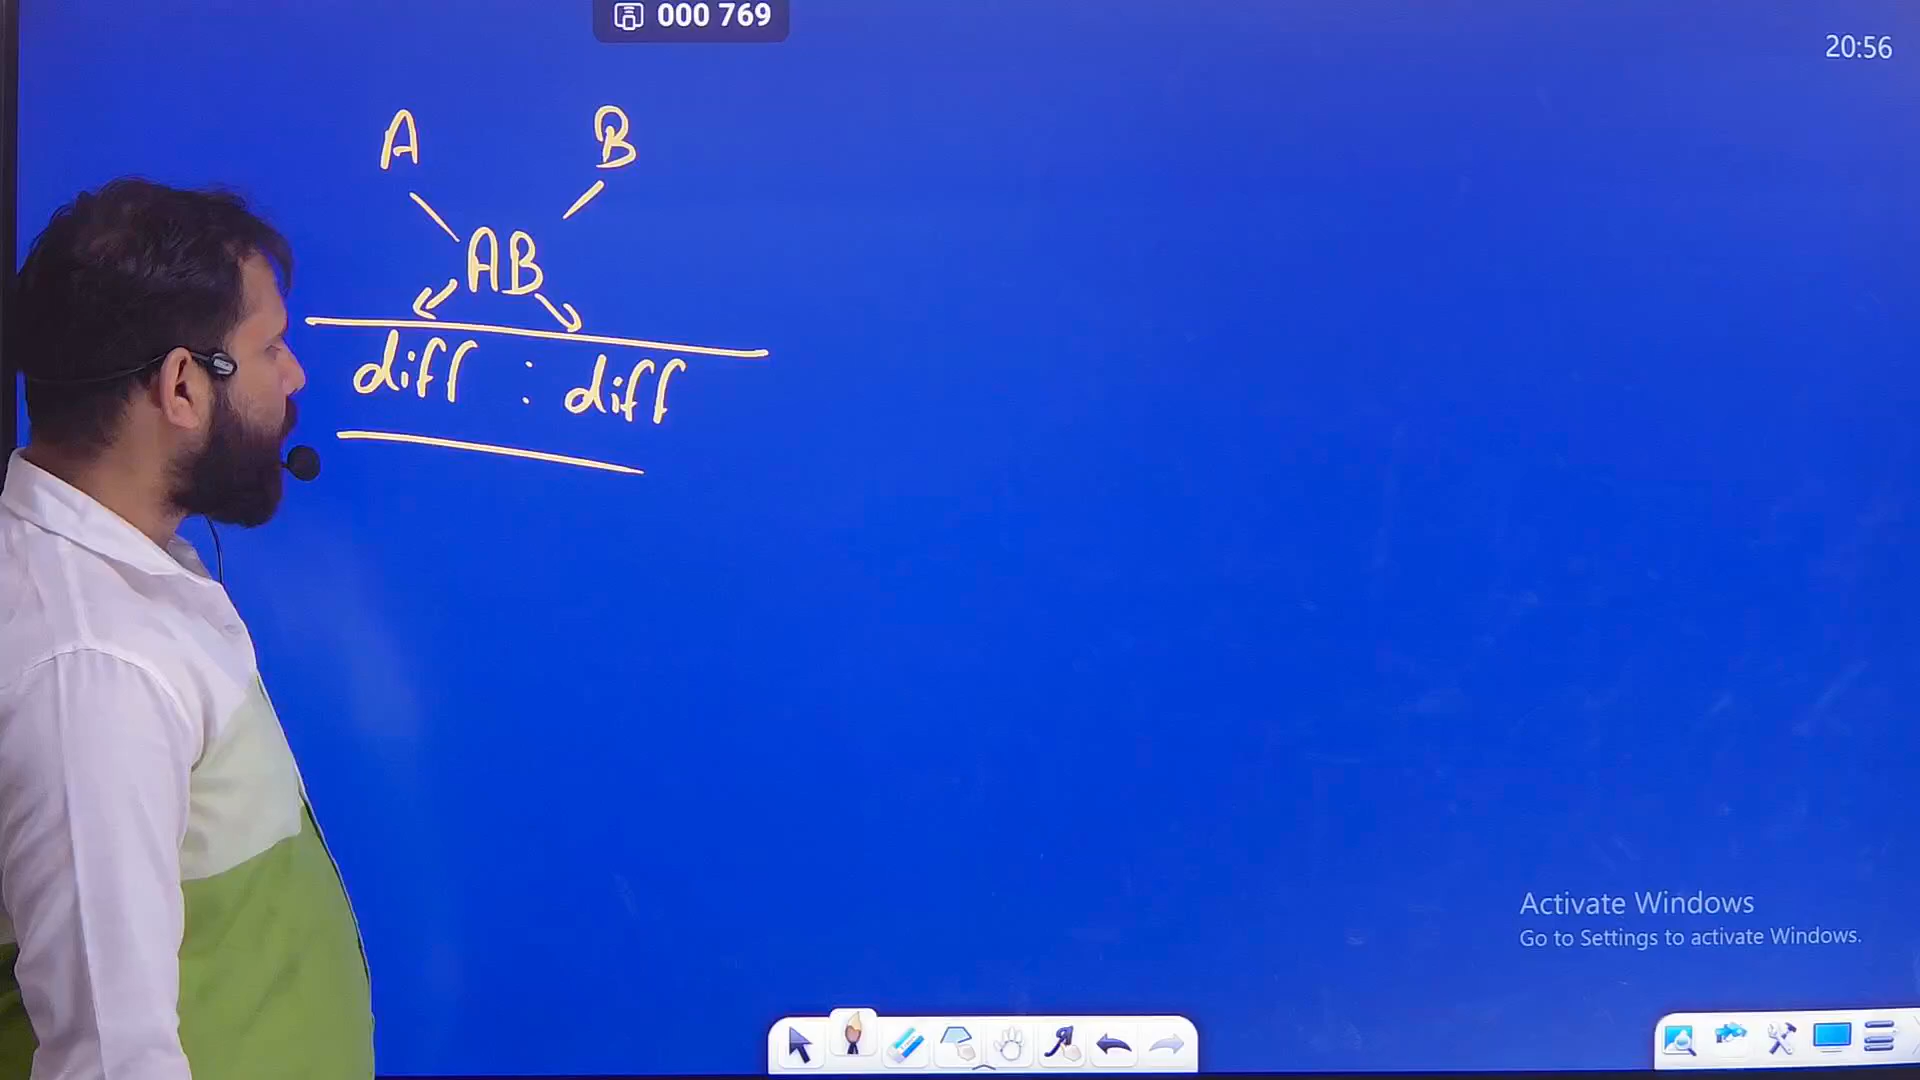 000 769
20:56
A B
AB
diff : diff
Activate Windows
Go to Settings to activate Windows.